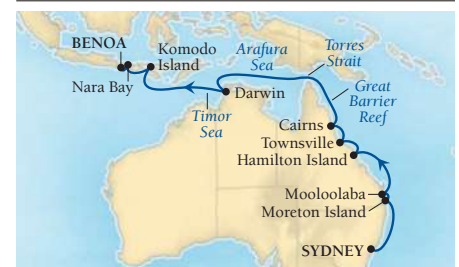 BENOA
Komodo
Island
Arafura
Sea
Torres
Strait
Nara Bay
Darwin
Great
Barrier
Reef
Timor
Sea
Cairns
Townsville
Hamilton Island
Mooloolaba
Moreton Island
SYDNEY